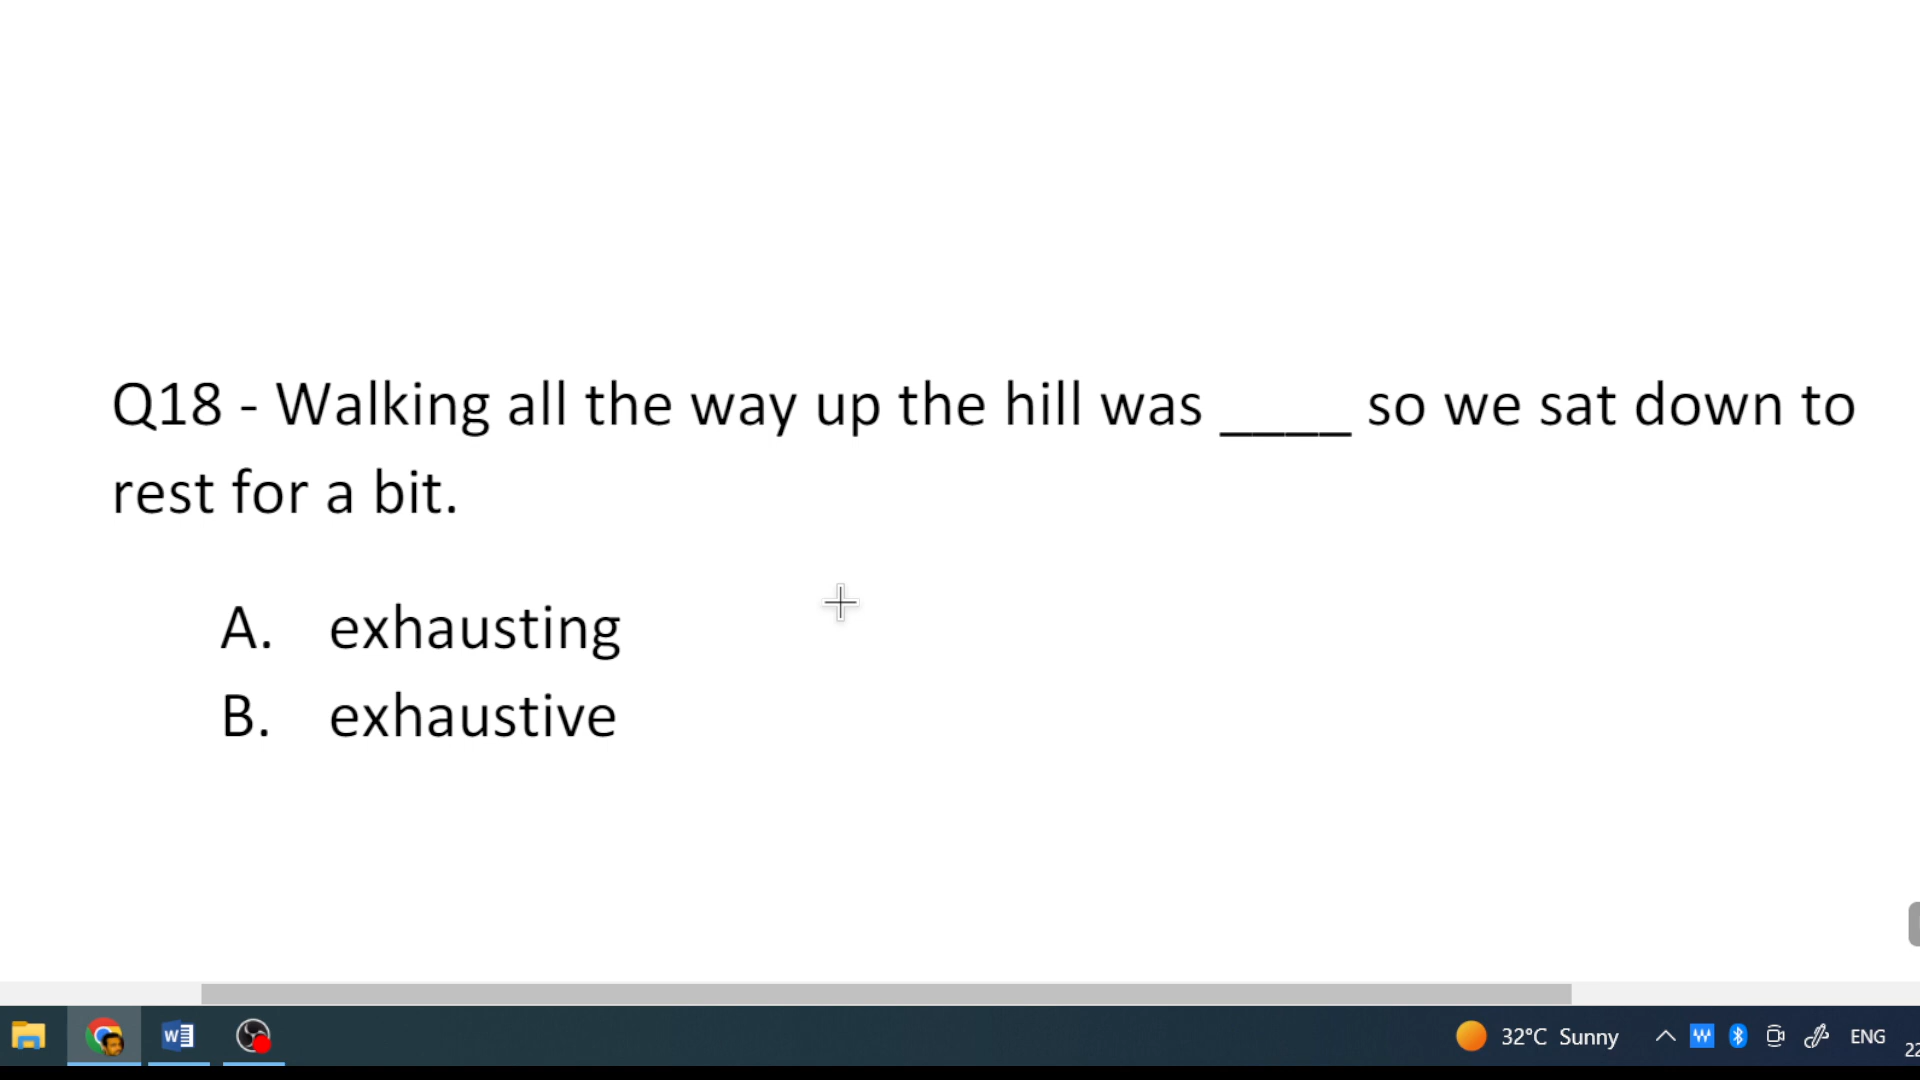 Q18 - Walking all the way up the hill was ____ so we sat down to
rest for a bit.
A. exhausting
B. exhaustive
32°C Sunny
ENG
22